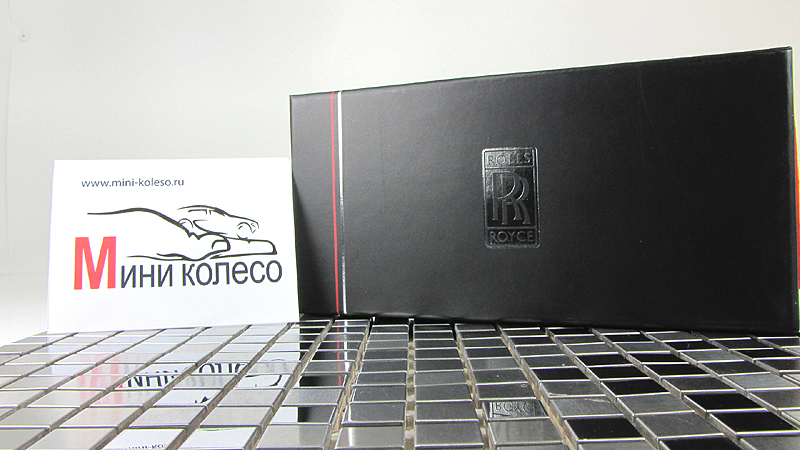 www.mini-koleso.ru
Мини колесо
ROLLS
RR
ROYCE